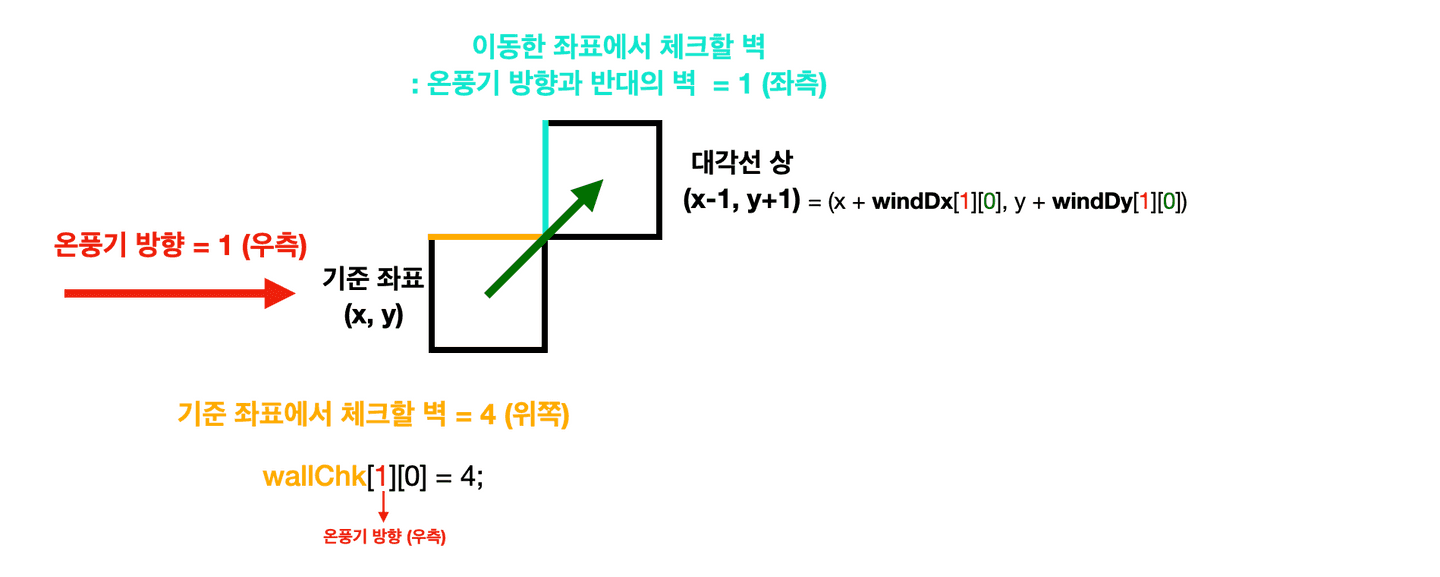 이동한 좌표에서 체크할 벽
: 온풍기 방향과 반대의 벽 = 1 (좌측)
대각선 상
(x-1, y+1) = (x + windDx[1][0], y + windDy[1][0])
온풍기 방향 = 1 (우측)
기준 좌표
(x, y)
기준 좌표에서 체크할 벽 = 4 (위쪽)
wallChk[1][0] = 4;
온풍기 방향 (우측)